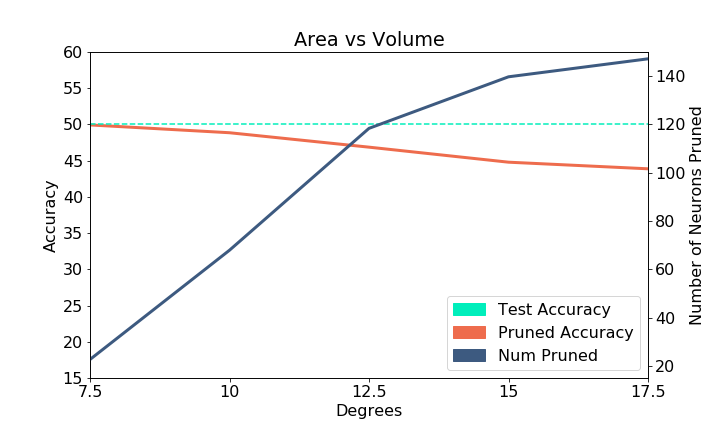 Area vs Volume
60
55
50
45
40
35
30
25
20
15
Accuracy
140
120
100
80
60
40
20
Number of Neurons Pruned
Test Accuracy
Pruned Accuracy
Num Pruned
7.5 10 12.5 15 17.5
Degrees